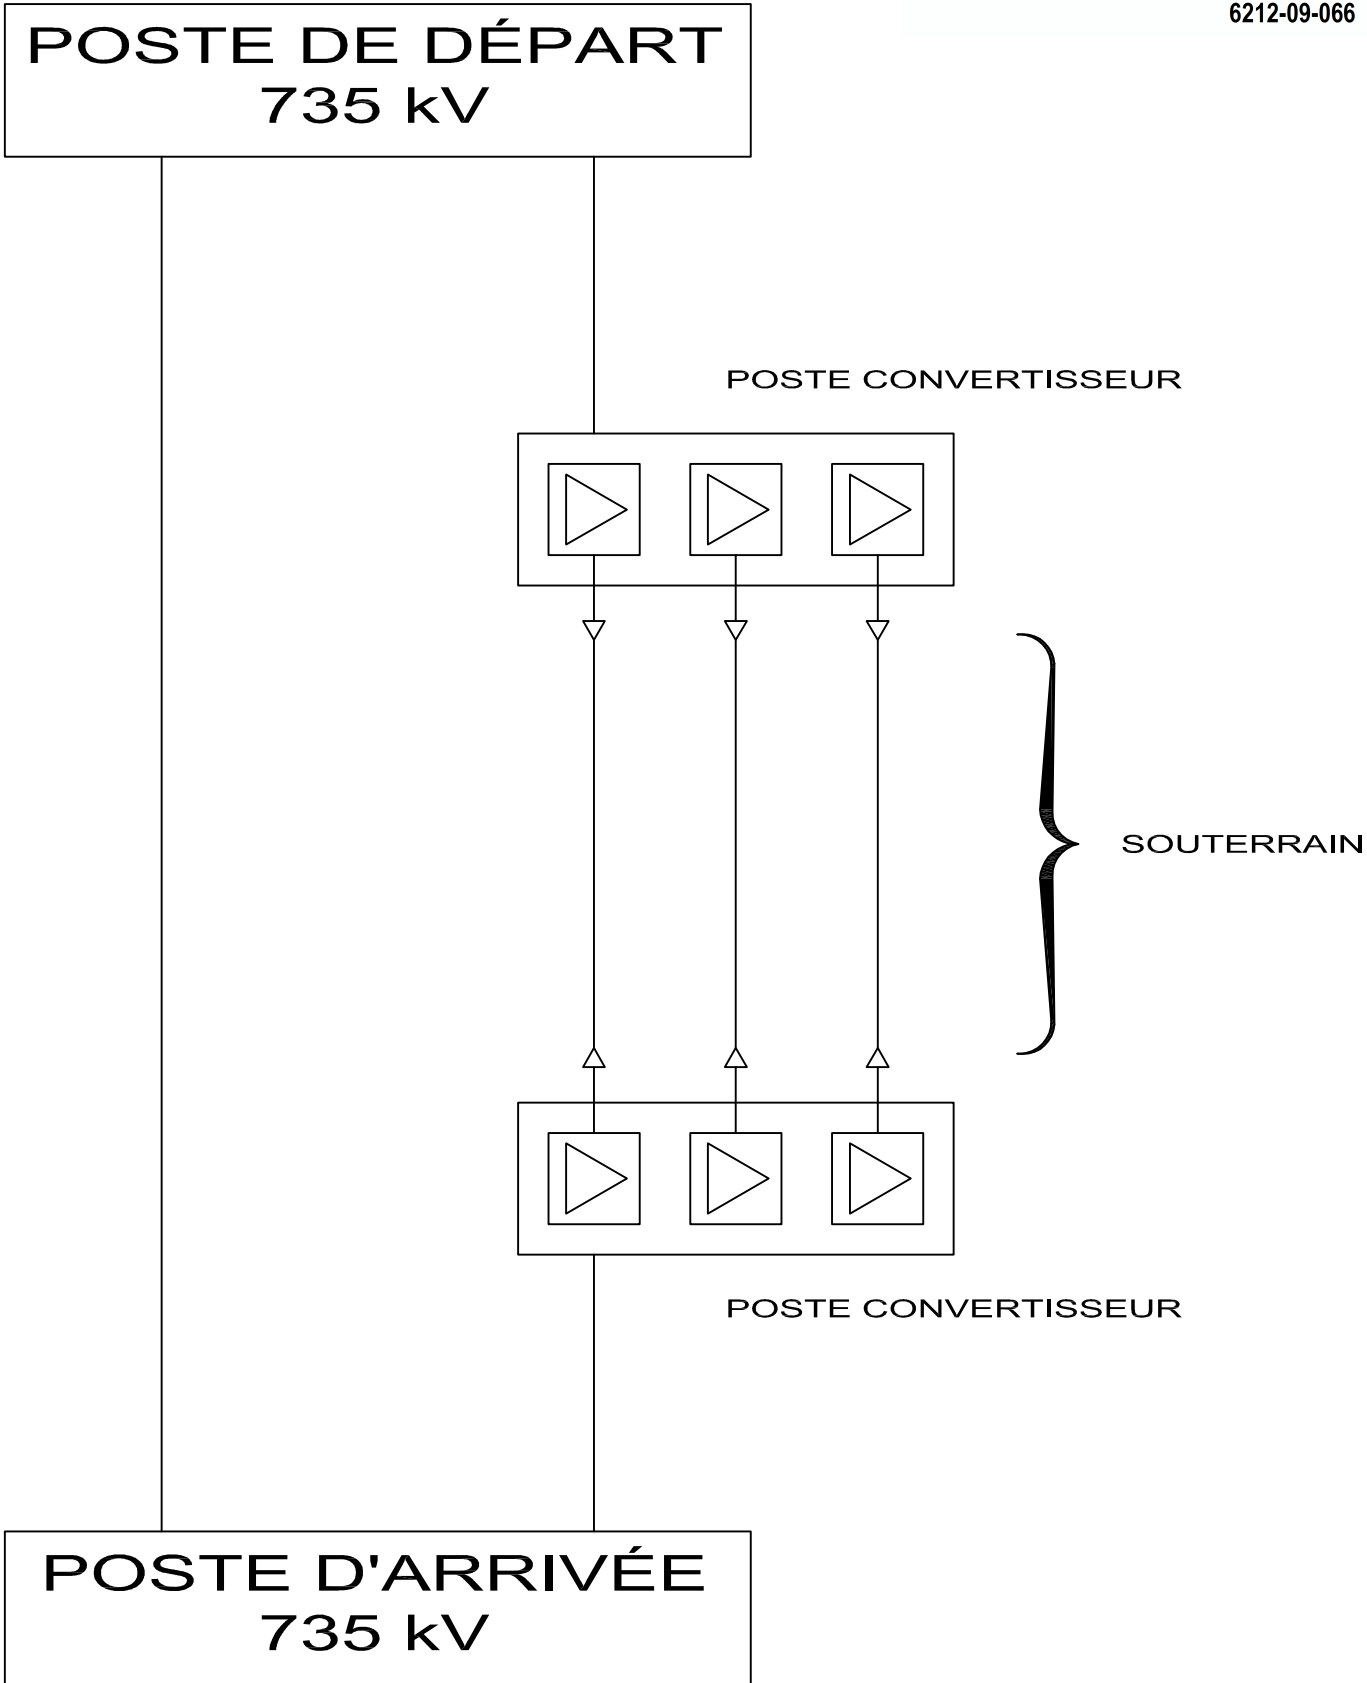 6212-09-066
POSTE DE DÉPART
735 kV
POSTE CONVERTISSEUR
SOUTERRAIN
POSTE CONVERTISSEUR
POSTE D'ARRIVÉE
735 kV